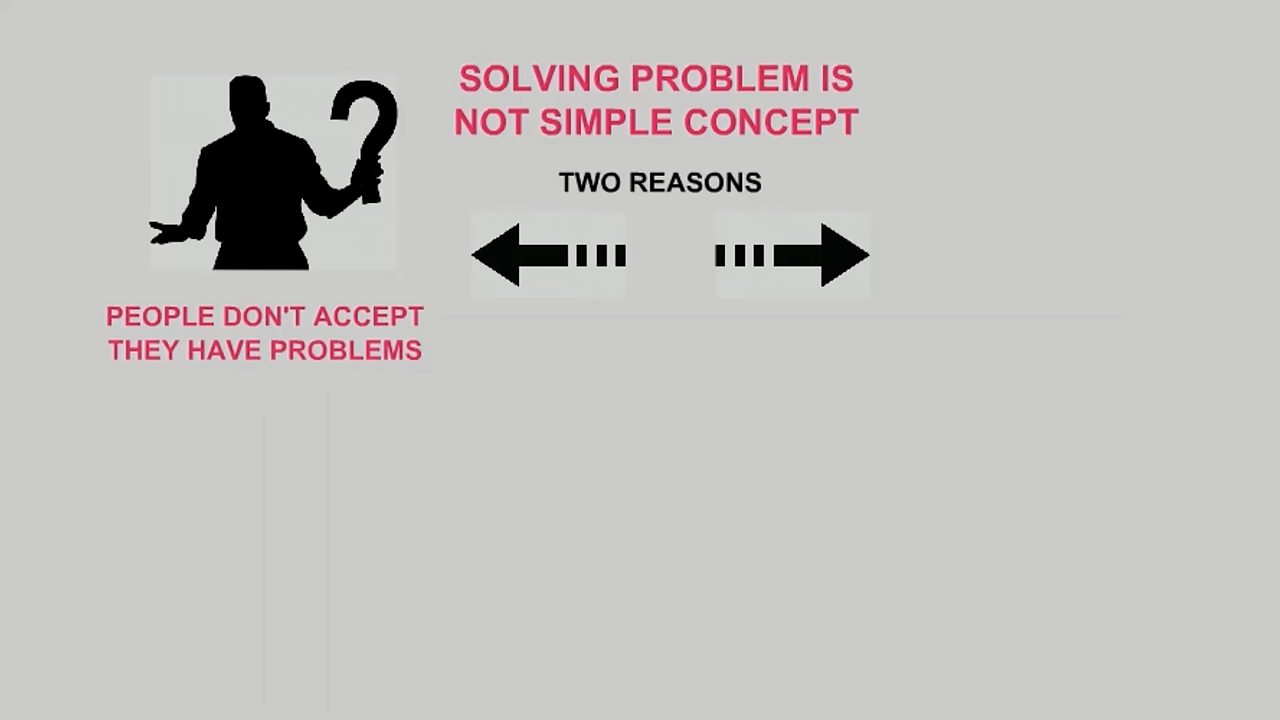 SOLVING PROBLEM IS
NOT SIMPLE CONCEPT
TWO REASONS
PEOPLE DON'T ACCEPT
THEY HAVE PROBLEMS